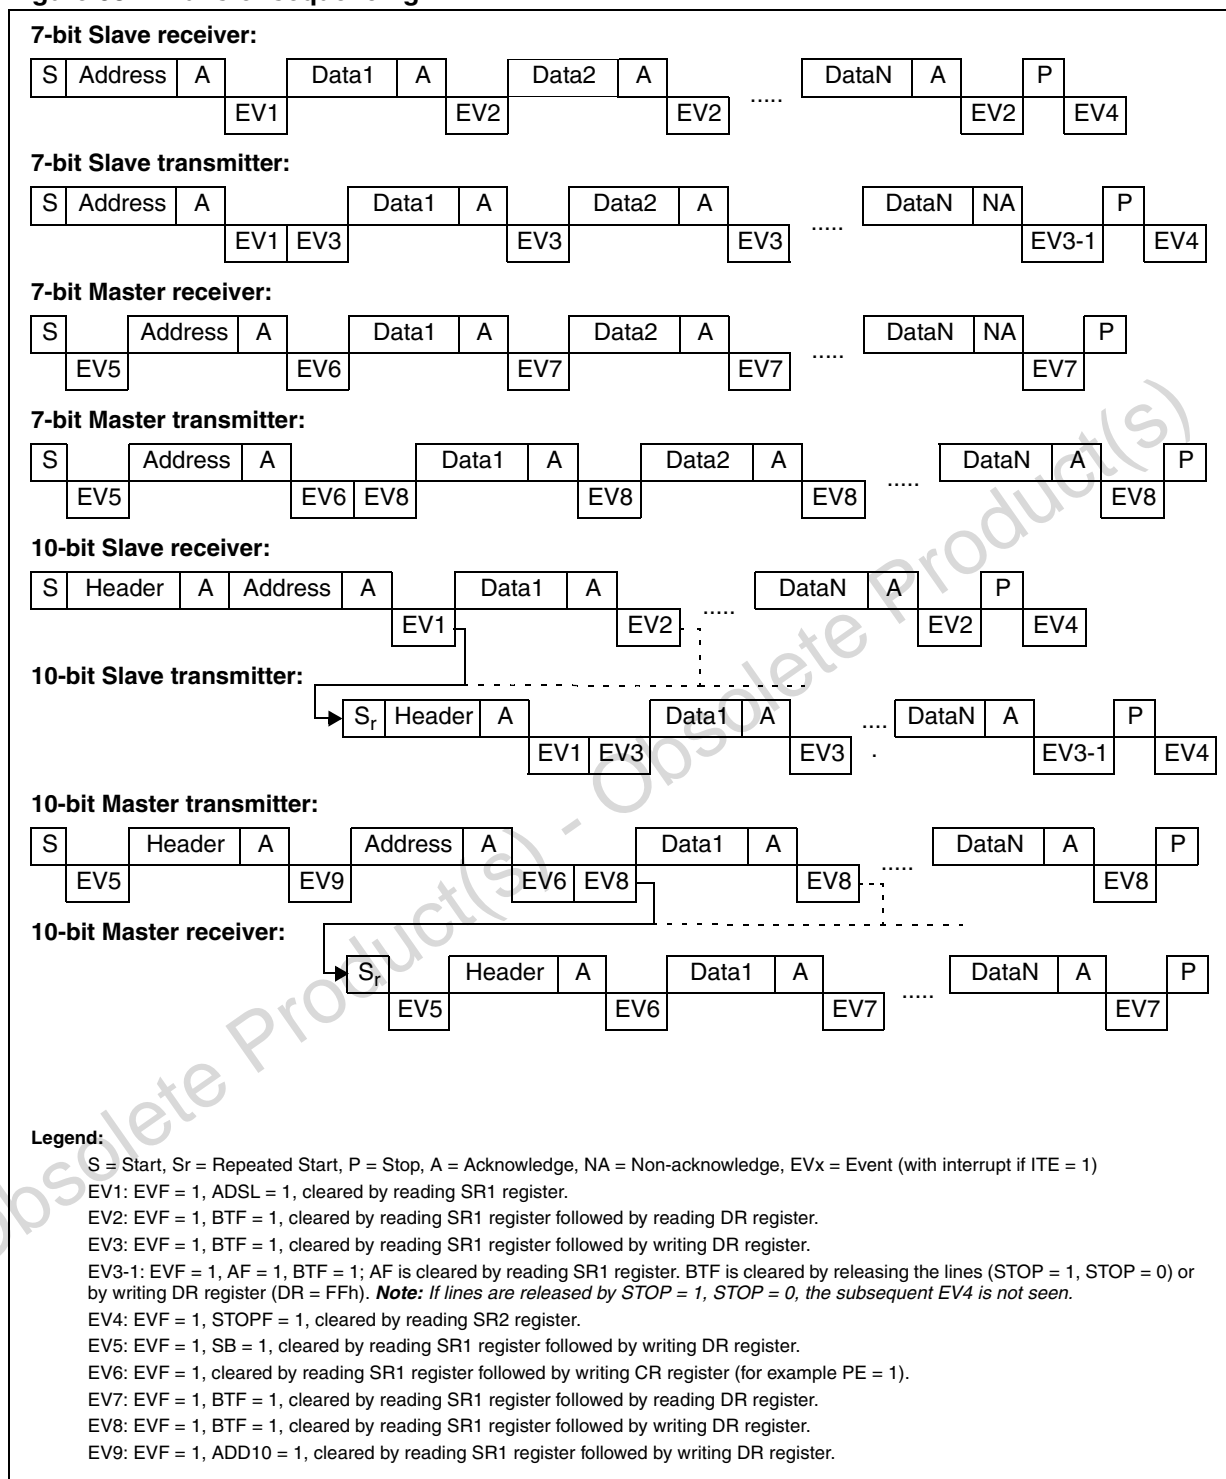 7-bit Slave receiver:
S Address A Data1 A Data2 A DataN A P
EV1 EV2 EV2 ..... EV2 EV4
7-bit Slave transmitter:
S Address A Data1 A Data2 A DataN NA P
EV1 EV3 EV3 EV3 ..... EV3-1 EV4
7-bit Master receiver:
S Address A Data1 A Data2 A DataN NA P
EV5 EV6 EV7 EV7 ..... EV7
7-bit Master transmitter:
S Address A Data1 A Data2 A DataN A P
EV5 EV6 EV8 EV8 EV8 ..... EV8
10-bit Slave receiver:
S Header A Address A Data1 A DataN A P
EV1 EV2 ..... EV2 EV4
10-bit Slave transmitter:
Sr Header A Data1 A .... DataN A P
EV1 EV3 EV3 . EV3-1 EV4
10-bit Master transmitter:
S Header A Address A Data1 A DataN A P
EV5 EV9 EV6 EV8 EV8 ..... EV8
10-bit Master receiver:
Sr Header A Data1 A DataN A P
EV5 EV6 EV7 ..... EV7
Obsolete Product(s) - Obsolete Product(s)
Legend:
S = Start, Sr = Repeated Start, P = Stop, A = Acknowledge, NA = Non-acknowledge, EVx = Event (with interrupt if ITE = 1)
EV1: EVF = 1, ADSL = 1, cleared by reading SR1 register.
EV2: EVF = 1, BTF = 1, cleared by reading SR1 register followed by reading DR register.
EV3: EVF = 1, BTF = 1, cleared by reading SR1 register followed by writing DR register.
EV3-1: EVF = 1, AF = 1, BTF = 1; AF is cleared by reading SR1 register. BTF is cleared by releasing the lines (STOP = 1, STOP = 0) or
by writing DR register (DR = FFh). Note: If lines are released by STOP = 1, STOP = 0, the subsequent EV4 is not seen.
EV4: EVF = 1, STOPF = 1, cleared by reading SR2 register.
EV5: EVF = 1, SB = 1, cleared by reading SR1 register followed by writing DR register.
EV6: EVF = 1, cleared by reading SR1 register followed by writing CR register (for example PE = 1).
EV7: EVF = 1, BTF = 1, cleared by reading SR1 register followed by reading DR register.
EV8: EVF = 1, BTF = 1, cleared by reading SR1 register followed by writing DR register.
EV9: EVF = 1, ADD10 = 1, cleared by reading SR1 register followed by writing DR register.